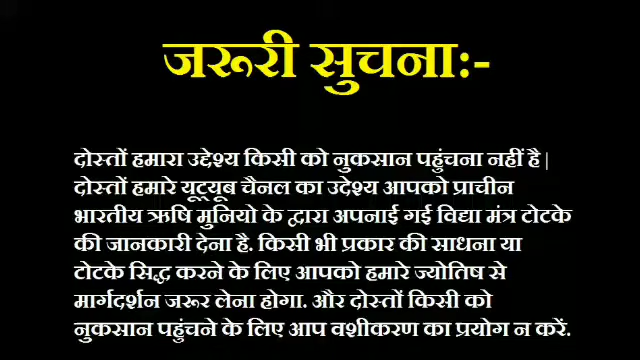 जरूरी सुचना:-
दोस्तों हमारा उद्देश्य किसी को नुकसान पहुंचना नहीं है |
दोस्तों हमारे यूट्यूब चैनल का उदेश्य आपको प्राचीन
भारतीय ऋषि मुनियो के द्वारा अपनाई गई विद्या मंत्र टोटके
की जानकारी देना है. किसी भी प्रकार की साधना या
टोटके सिद्ध करने के लिए आपको हमारे ज्योतिष से
मार्गदर्शन जरूर लेना होगा. और दोस्तों किसी को
नुकसान पहुंचने के लिए आप वशीकरण का प्रयोग न करें.